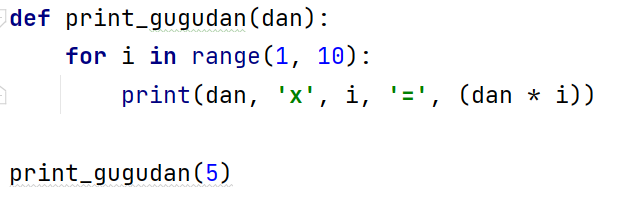 def print_gugudan(dan):
    for i in range(1, 10):
        print(dan, 'x', i, '=', (dan * i))
print_gugudan(5)